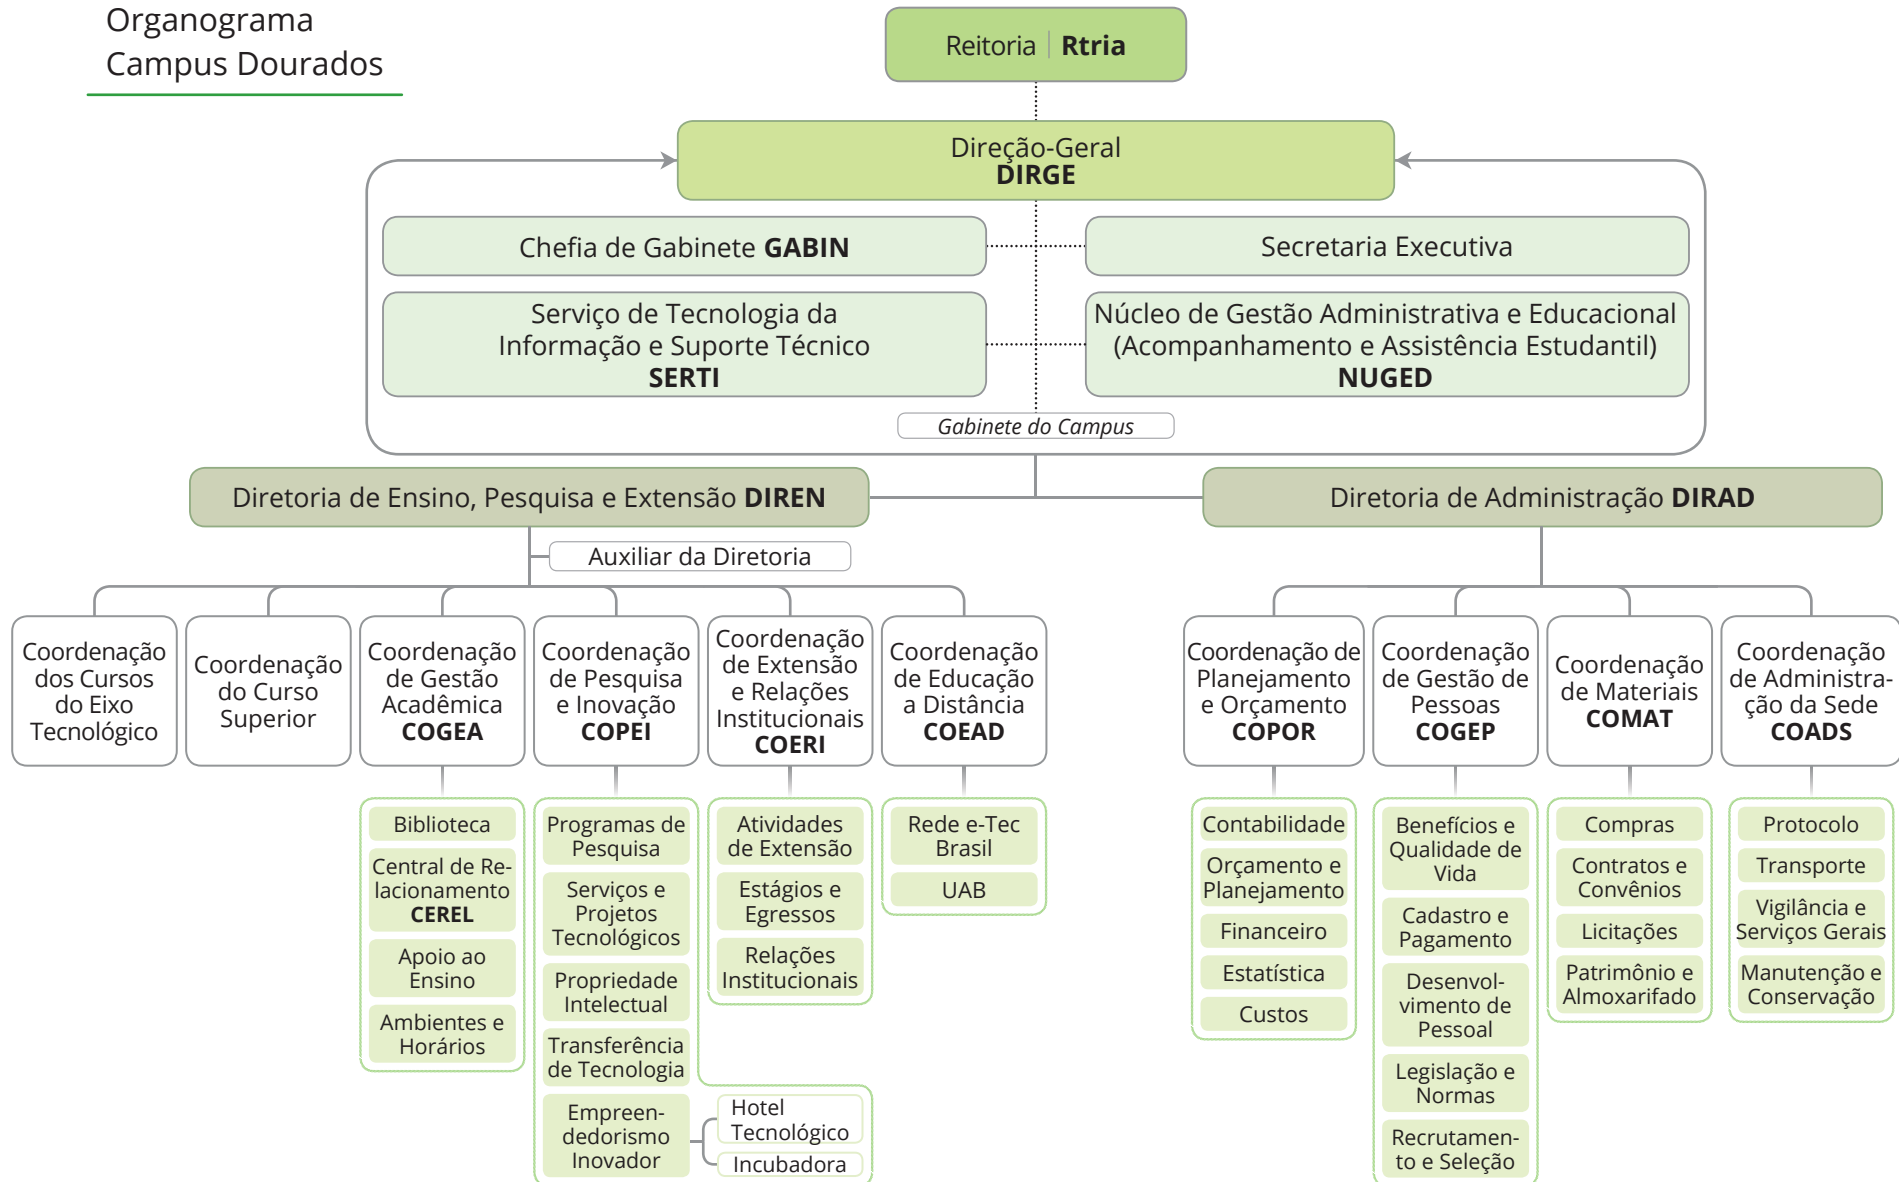 Organograma
Campus Dourados
Reitoria | Rtria
Direção-Geral
DIRGE
Chefia de Gabinete GABIN
Secretaria Executiva
Serviço de Tecnologia da
Informação e Suporte Técnico
SERTI
Núcleo de Gestão Administrativa e Educacional
(Acompanhamento e Assistência Estudantil)
NUGED
Gabinete do Campus
Diretoria de Ensino, Pesquisa e Extensão DIREN
Diretoria de Administração DIRAD
Auxiliar da Diretoria
Coordenação
dos Cursos
do Eixo
Tecnológico
Coordenação
do Curso
Superior
Coordenação
de Gestão
Acadêmica
COGEA
Coordenação
de Pesquisa
e Inovação
COPEI
Coordenação
de Extensão
e Relações
Institucionais
COERI
Coordenação
de Educação
a Distância
COEAD
Coordenação de
Planejamento
e Orçamento
COPOR
Coordenação
de Gestão de
Pessoas
COGEP
Coordenação
de Materiais
COMAT
Coordenação
de Administra-
ção da Sede
COADS
Biblioteca
Central de Re-
lacionamento
CEREL
Apoio ao
Ensino
Ambientes e
Horários
Programas de
Pesquisa
Serviços e
Projetos
Tecnológicos
Propriedade
Intelectual
Transferência
de Tecnologia
Empreen-
dedorismo
Inovador
Hotel
Tecnológico
Incubadora
Atividades
de Extensão
Estágios e
Egressos
Relações
Institucionais
Rede e-Tec
Brasil
UAB
Contabilidade
Orçamento e
Planejamento
Financeiro
Estatística
Custos
Benefícios e
Qualidade de
Vida
Cadastro e
Pagamento
Desenvol-
vimento de
Pessoal
Legislação e
Normas
Recrutamen-
to e Seleção
Compras
Contratos e
Convênios
Licitações
Patrimônio e
Almoxarifado
Protocolo
Transporte
Vigilância e
Serviços Gerais
Manutenção e
Conservação